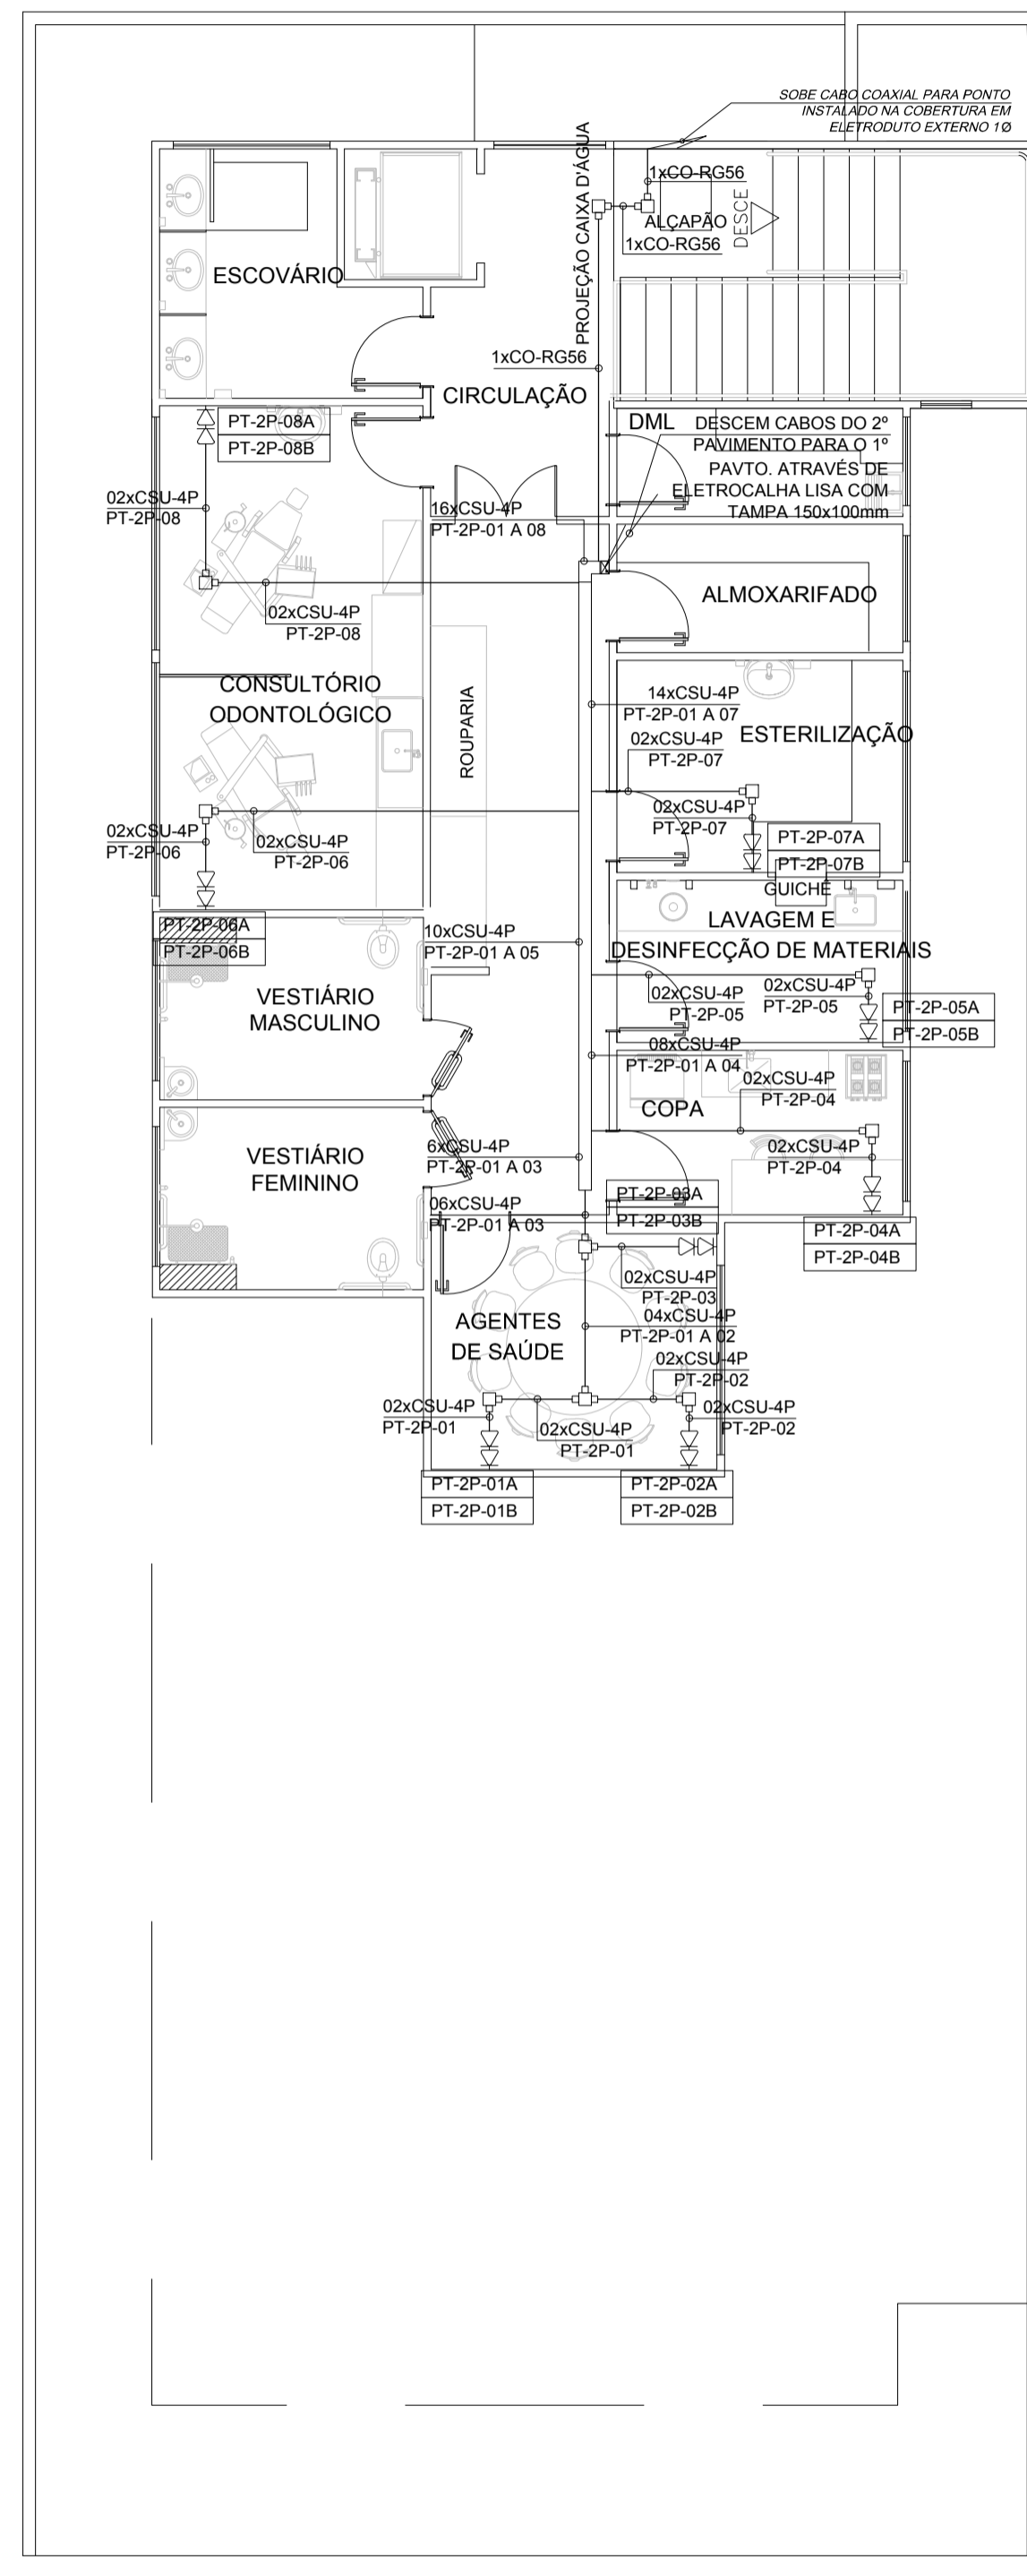 SOBE CABO COAXIAL PARA PONTO
INSTALADO NA COBERTURA EM
ELETRODUTO EXTERNO 1Ø
1xCO-RG56
ALÇAPÃO
1xCO-RG56
DESCE
PROJEÇÃO CAIXA D'ÁGUA
ESCOVÁRIO
1xCO-RG56
CIRCULAÇÃO
PT-2P-08A
PT-2P-08B
DML
DESCEM CABOS DO 2º
PAVIMENTO PARA O 1º
PAVTO. ATRAVÉS DE
ELETROCALHA LISA COM
TAMPA 150x100mm
02xCSU-4P
PT-2P-08
16xCSU-4P
PT-2P-01 A 08
02xCSU-4P
PT-2P-08
ALMOXARIFADO
CONSULTÓRIO
ODONTOLÓGICO
ROUPARIA
14xCSU-4P
PT-2P-01 A 07
ESTERILIZAÇÃO
02xCSU-4P
PT-2P-07
02xCSU-4P
PT-2P-07
PT-2P-07A
PT-2P-07B
GUICHÊ
02xCSU-4P
PT-2P-06
02xCSU-4P
PT-2P-06
PT-2P-06A
PT-2P-06B
LAVAGEM E
DESINFECÇÃO DE MATERIAIS
10xCSU-4P
PT-2P-01 A 05
02xCSU-4P
PT-2P-05
02xCSU-4P
PT-2P-05
PT-2P-05A
PT-2P-05B
VESTIÁRIO
MASCULINO
08xCSU-4P
PT-2P-01 A 04
02xCSU-4P
PT-2P-04
COPA
02xCSU-4P
PT-2P-04
VESTIÁRIO
FEMININO
6xCSU-4P
PT-2P-01 A 03
06xCSU-4P
PT-2P-01 A 03
PT-2P-03A
PT-2P-03B
PT-2P-04A
PT-2P-04B
02xCSU-4P
PT-2P-03
AGENTES
DE SAÚDE
04xCSU-4P
PT-2P-01 A 02
02xCSU-4P
PT-2P-02
02xCSU-4P
PT-2P-01
02xCSU-4P
PT-2P-01
02xCSU-4P
PT-2P-02
PT-2P-01A
PT-2P-01B
PT-2P-02A
PT-2P-02B